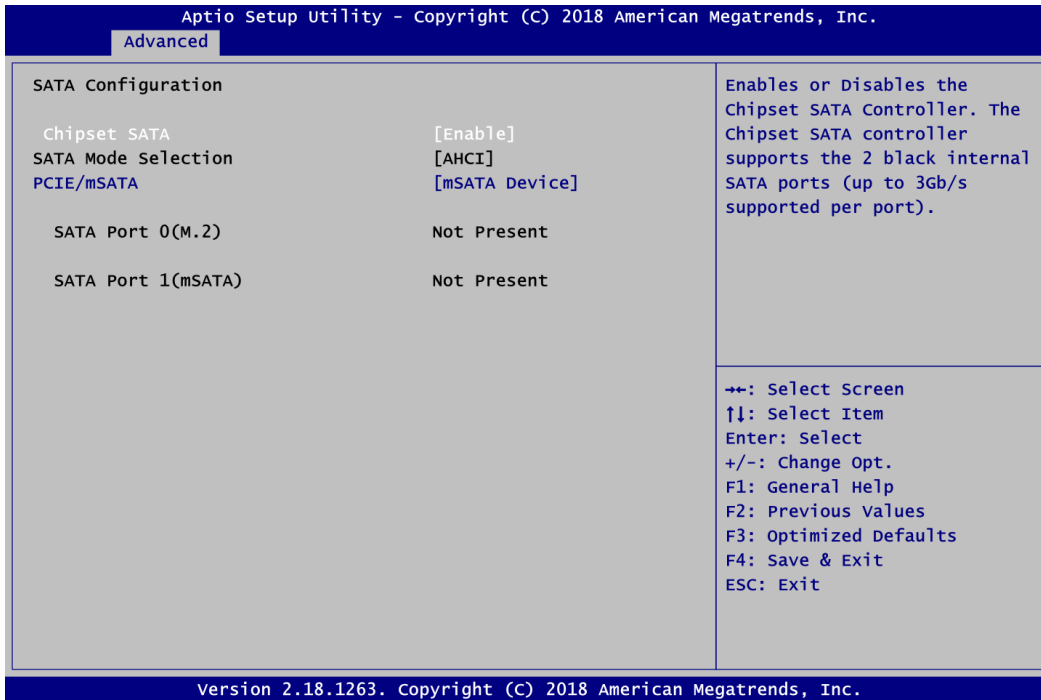 Aptio Setup Utility - Copyright (C) 2018 American Megatrends, Inc.
Advanced
SATA Configuration
Chipset SATA [Enable]
SATA Mode Selection [AHCI]
PCIE/mSATA [mSATA Device]
SATA Port 0(M.2) Not Present
SATA Port 1(mSATA) Not Present
Enables or Disables the
Chipset SATA Controller. The
Chipset SATA controller
supports the 2 black internal
SATA ports (up to 3Gb/s
supported per port).
→←: Select Screen
↑↓: Select Item
Enter: Select
+/-: Change Opt.
F1: General Help
F2: Previous Values
F3: Optimized Defaults
F4: Save & Exit
ESC: Exit
Version 2.18.1263. Copyright (C) 2018 American Megatrends, Inc.